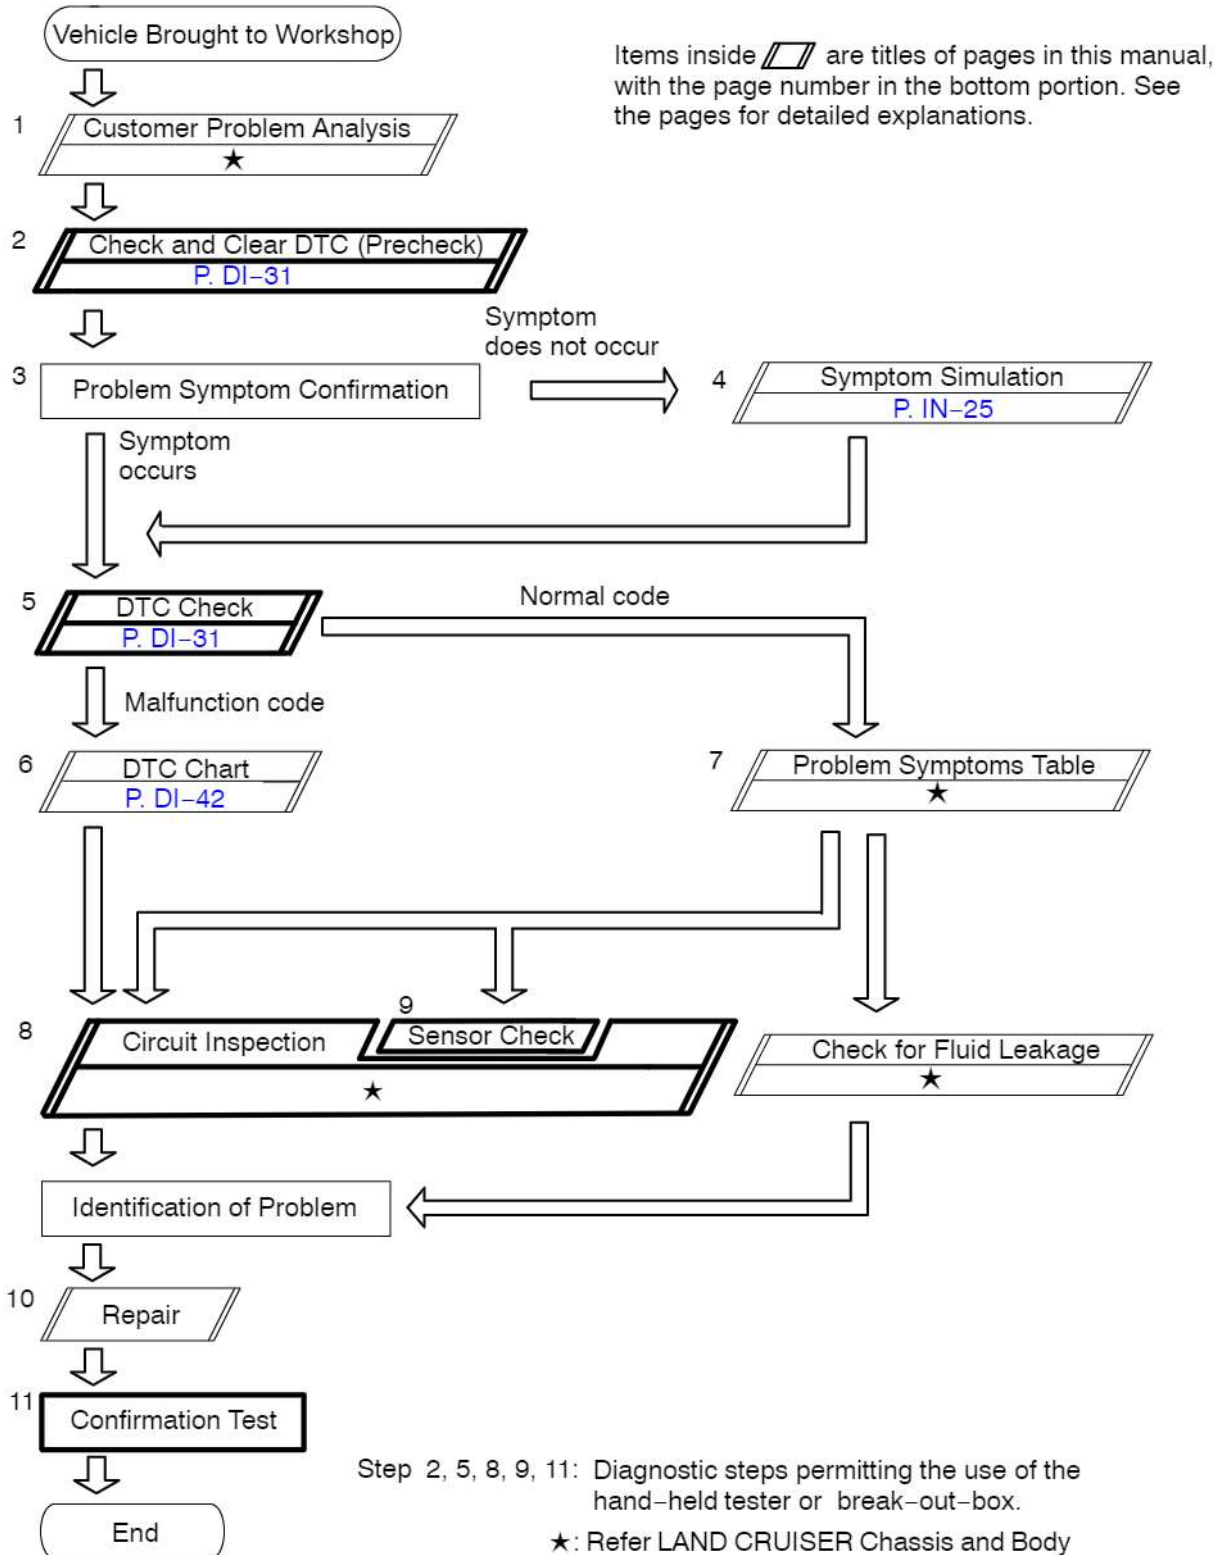 Vehicle Brought to Workshop
Items inside are titles of pages in this manual,
with the page number in the bottom portion. See
the pages for detailed explanations.
1
Customer Problem Analysis
★
2
Check and Clear DTC (Precheck)
P. DI–31
Symptom
does not occur
3
Problem Symptom Confirmation
4
Symptom Simulation
P. IN–25
Symptom
occurs
5
DTC Check
P. DI–31
Normal code
Malfunction code
6
DTC Chart
P. DI–42
7
Problem Symptoms Table
★
8
Circuit Inspection
9
Sensor Check
★
Check for Fluid Leakage
★
Identification of Problem
10
Repair
11
Confirmation Test
Step 2, 5, 8, 9, 11: Diagnostic steps permitting the use of the
hand–held tester or break–out–box.
End
★: Refer LAND CRUISER Chassis and Body